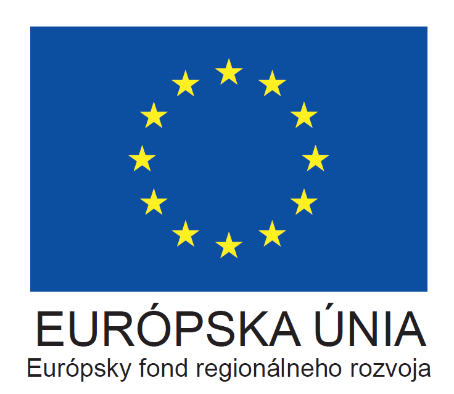 EURÓPSKA ÚNIA
Európsky fond regionálneho rozvoja